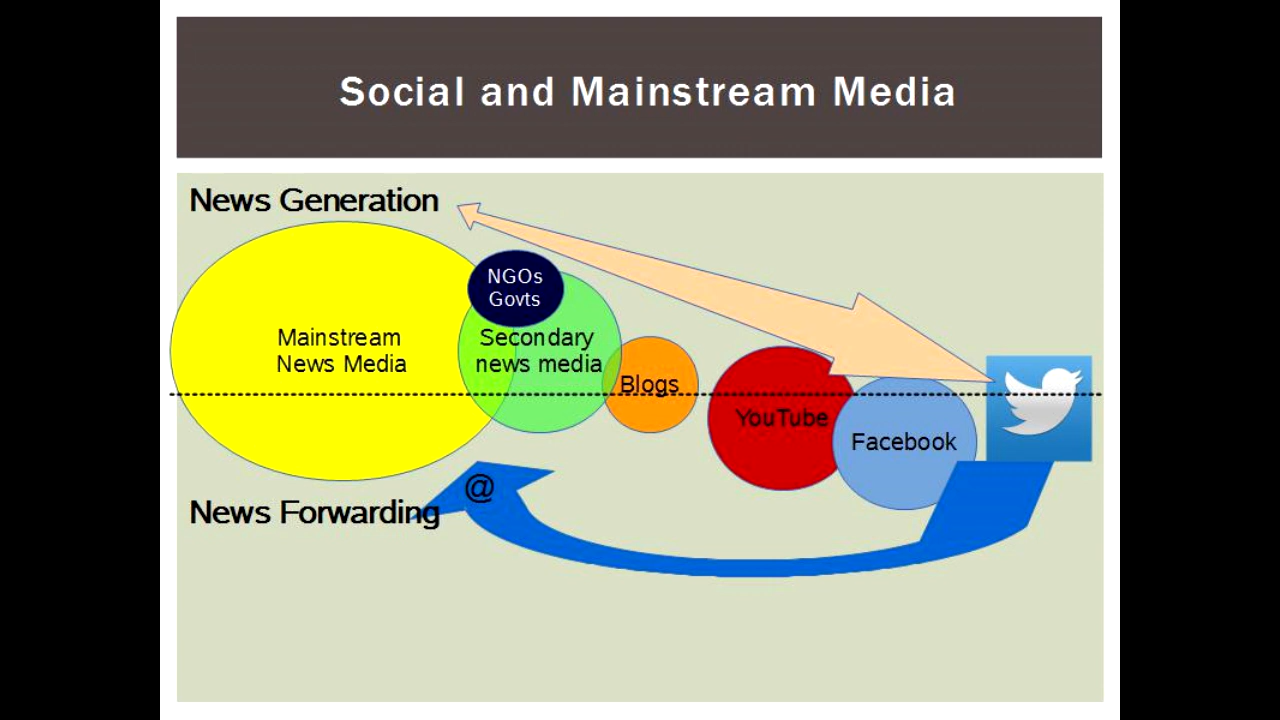 Social and Mainstream Media
News Generation
NGOs
Govts
Mainstream
News Media
Secondary
news media
Blogs
YouTube
Facebook
@
News Forwarding